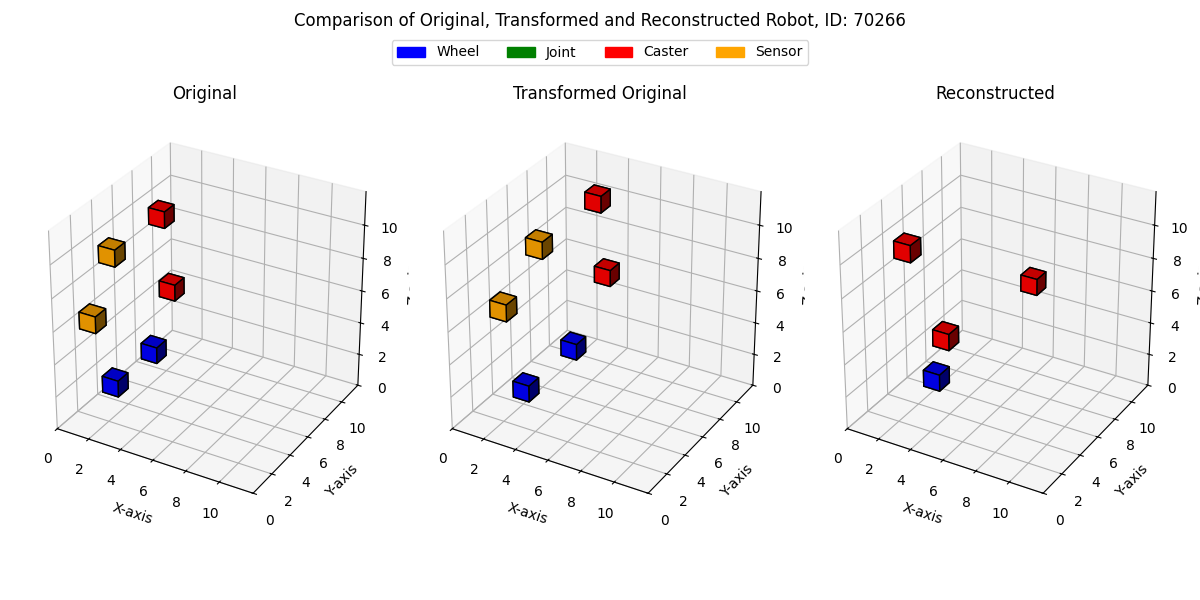 Comparison of Original, Transformed and Reconstructed Robot, ID: 70266
Wheel Joint Caster Sensor
Original
0 2 4 6 8 10
X-axis
0 2 4 6 8 10
Y-axis
0 2 4 6 8 10
Transformed Original
0 2 4 6 8 10
X-axis
0 2 4 6 8 10
Y-axis
0 2 4 6 8 10
Reconstructed
0 2 4 6 8 10
X-axis
0 2 4 6 8 10
Y-axis
0 2 4 6 8 10